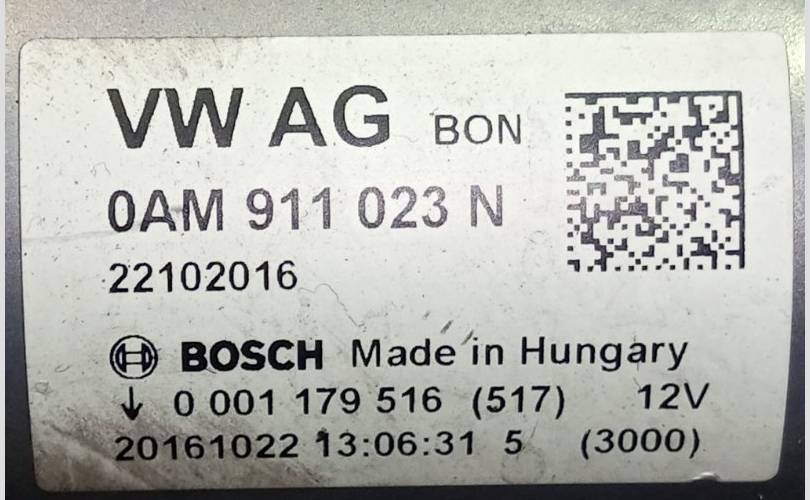 VW AG BON
0AM 911 023 N
22102016
BOSCH Made in Hungary
↓ 0 001 179 516 (517) 12V
20161022 13:06:31 5 (3000)